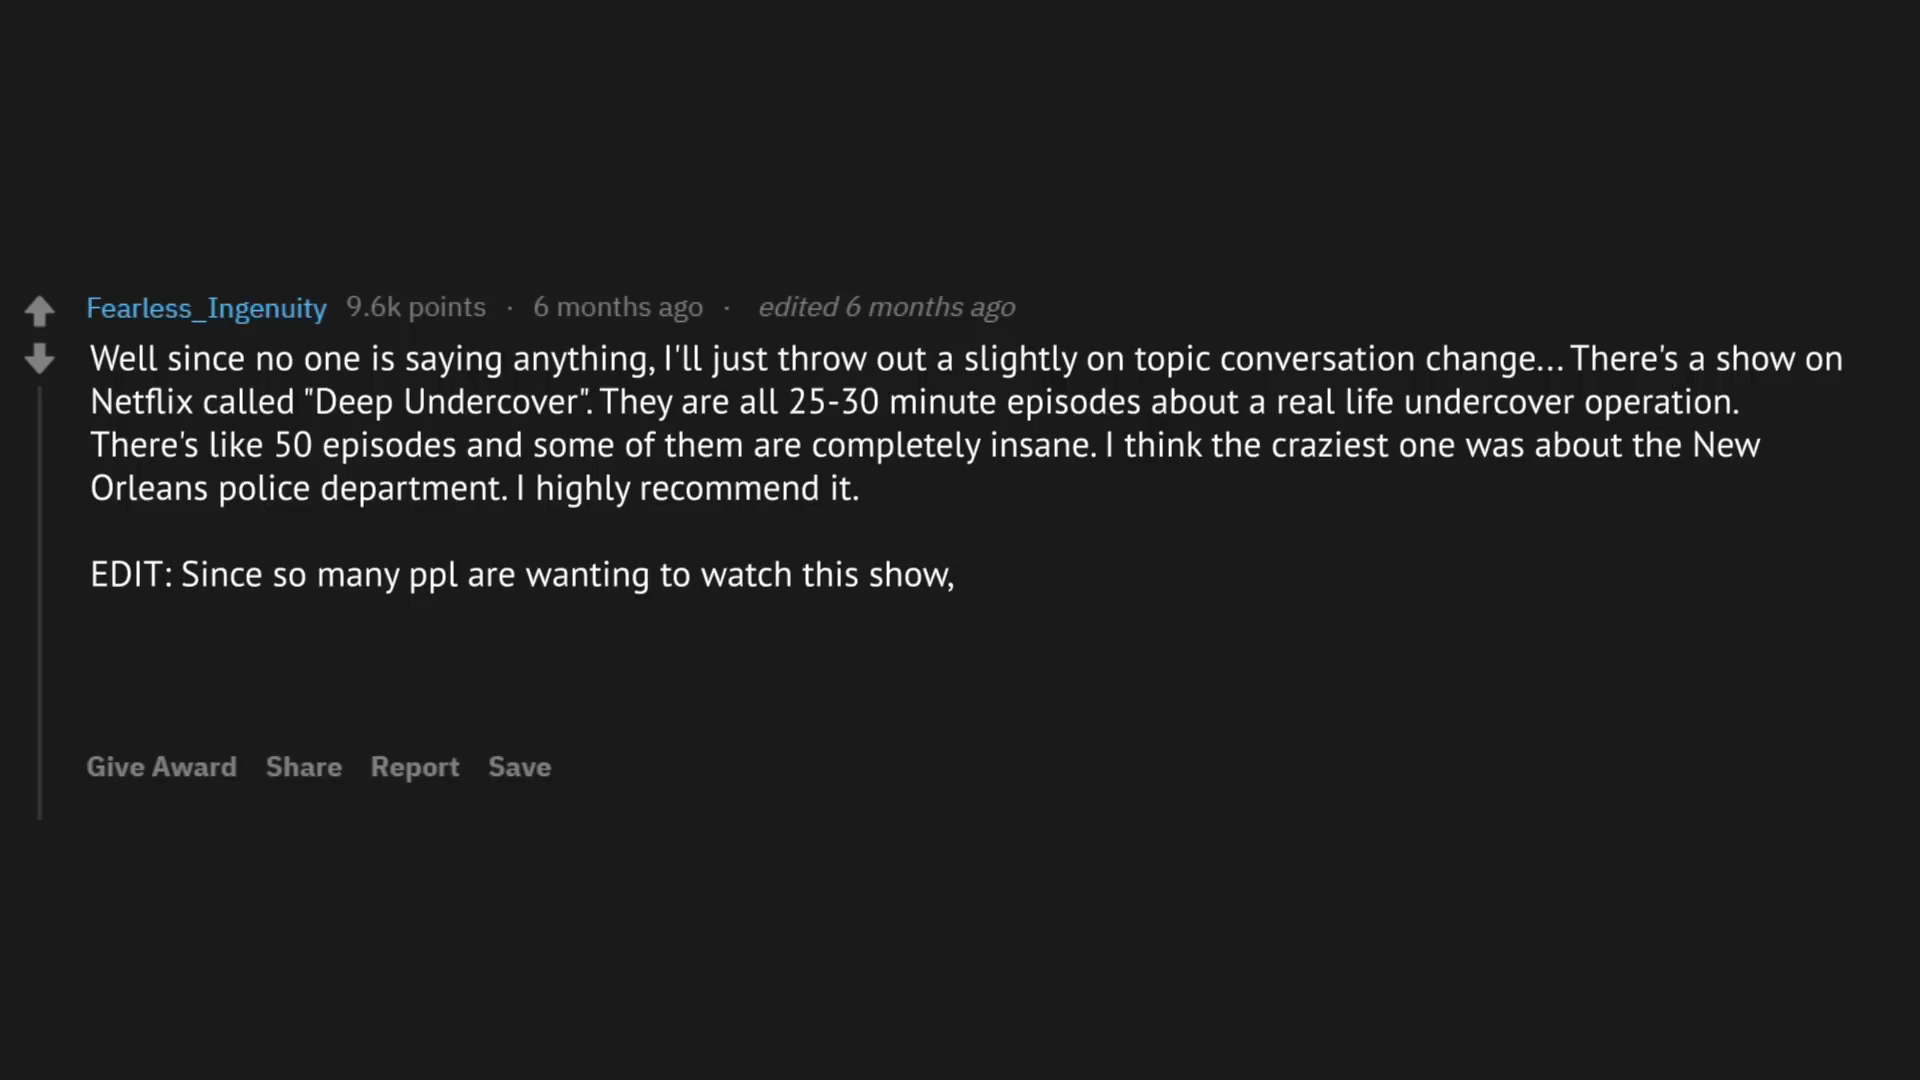 Fearless_Ingenuity 9.6k points · 6 months ago · edited 6 months ago
Well since no one is saying anything, I'll just throw out a slightly on topic conversation change... There's a show on
Netflix called "Deep Undercover". They are all 25-30 minute episodes about a real life undercover operation.
There's like 50 episodes and some of them are completely insane. I think the craziest one was about the New
Orleans police department. I highly recommend it.
EDIT: Since so many ppl are wanting to watch this show,
Give Award Share Report Save